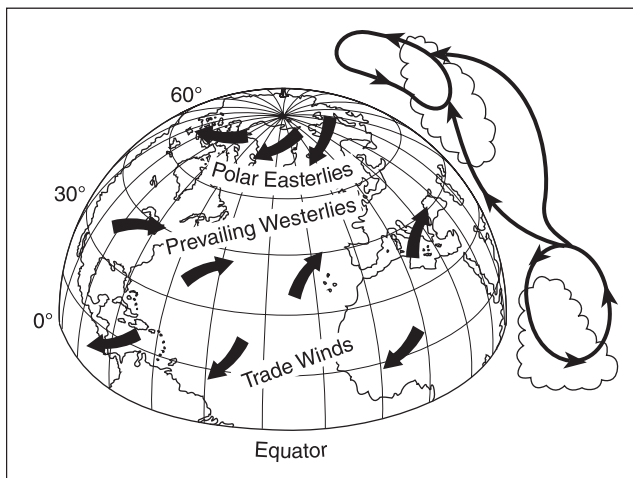 60°
Polar Easterlies
30°
Prevailing Westerlies
0°
Trade Winds
Equator